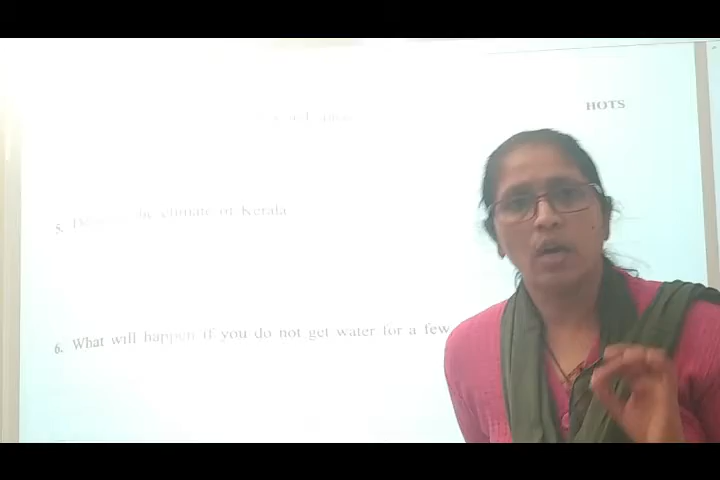 HOTS
5. the climate of Kerala
6. What will happen if you do not get water for a few